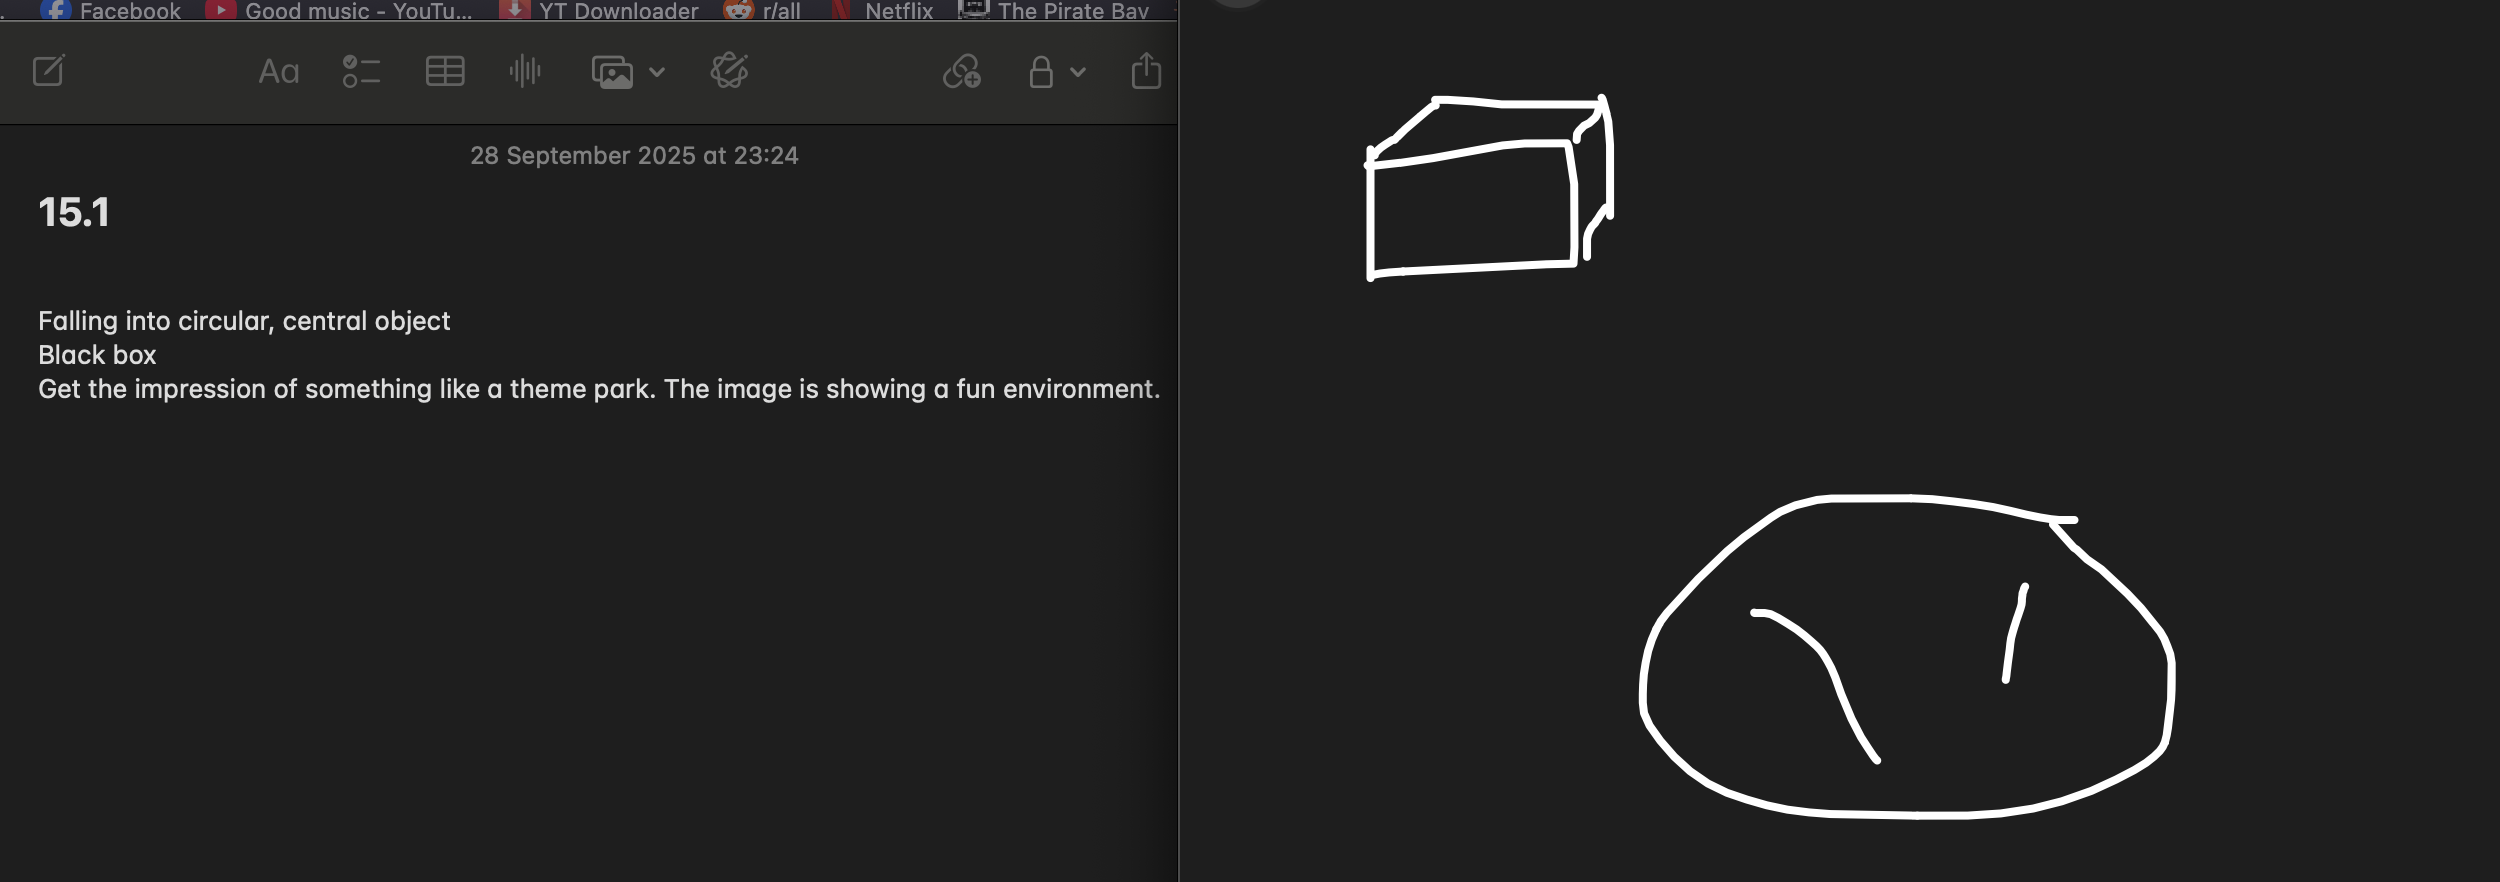 Facebook
Good music - YouTu...
YT Downloader
r/all
Netflix
The Pirate Bay
Aa
28 September 2025 at 23:24
15.1
Falling into circular, central object
Black box
Get the impression of something like a theme park. The image is showing a fun environment.